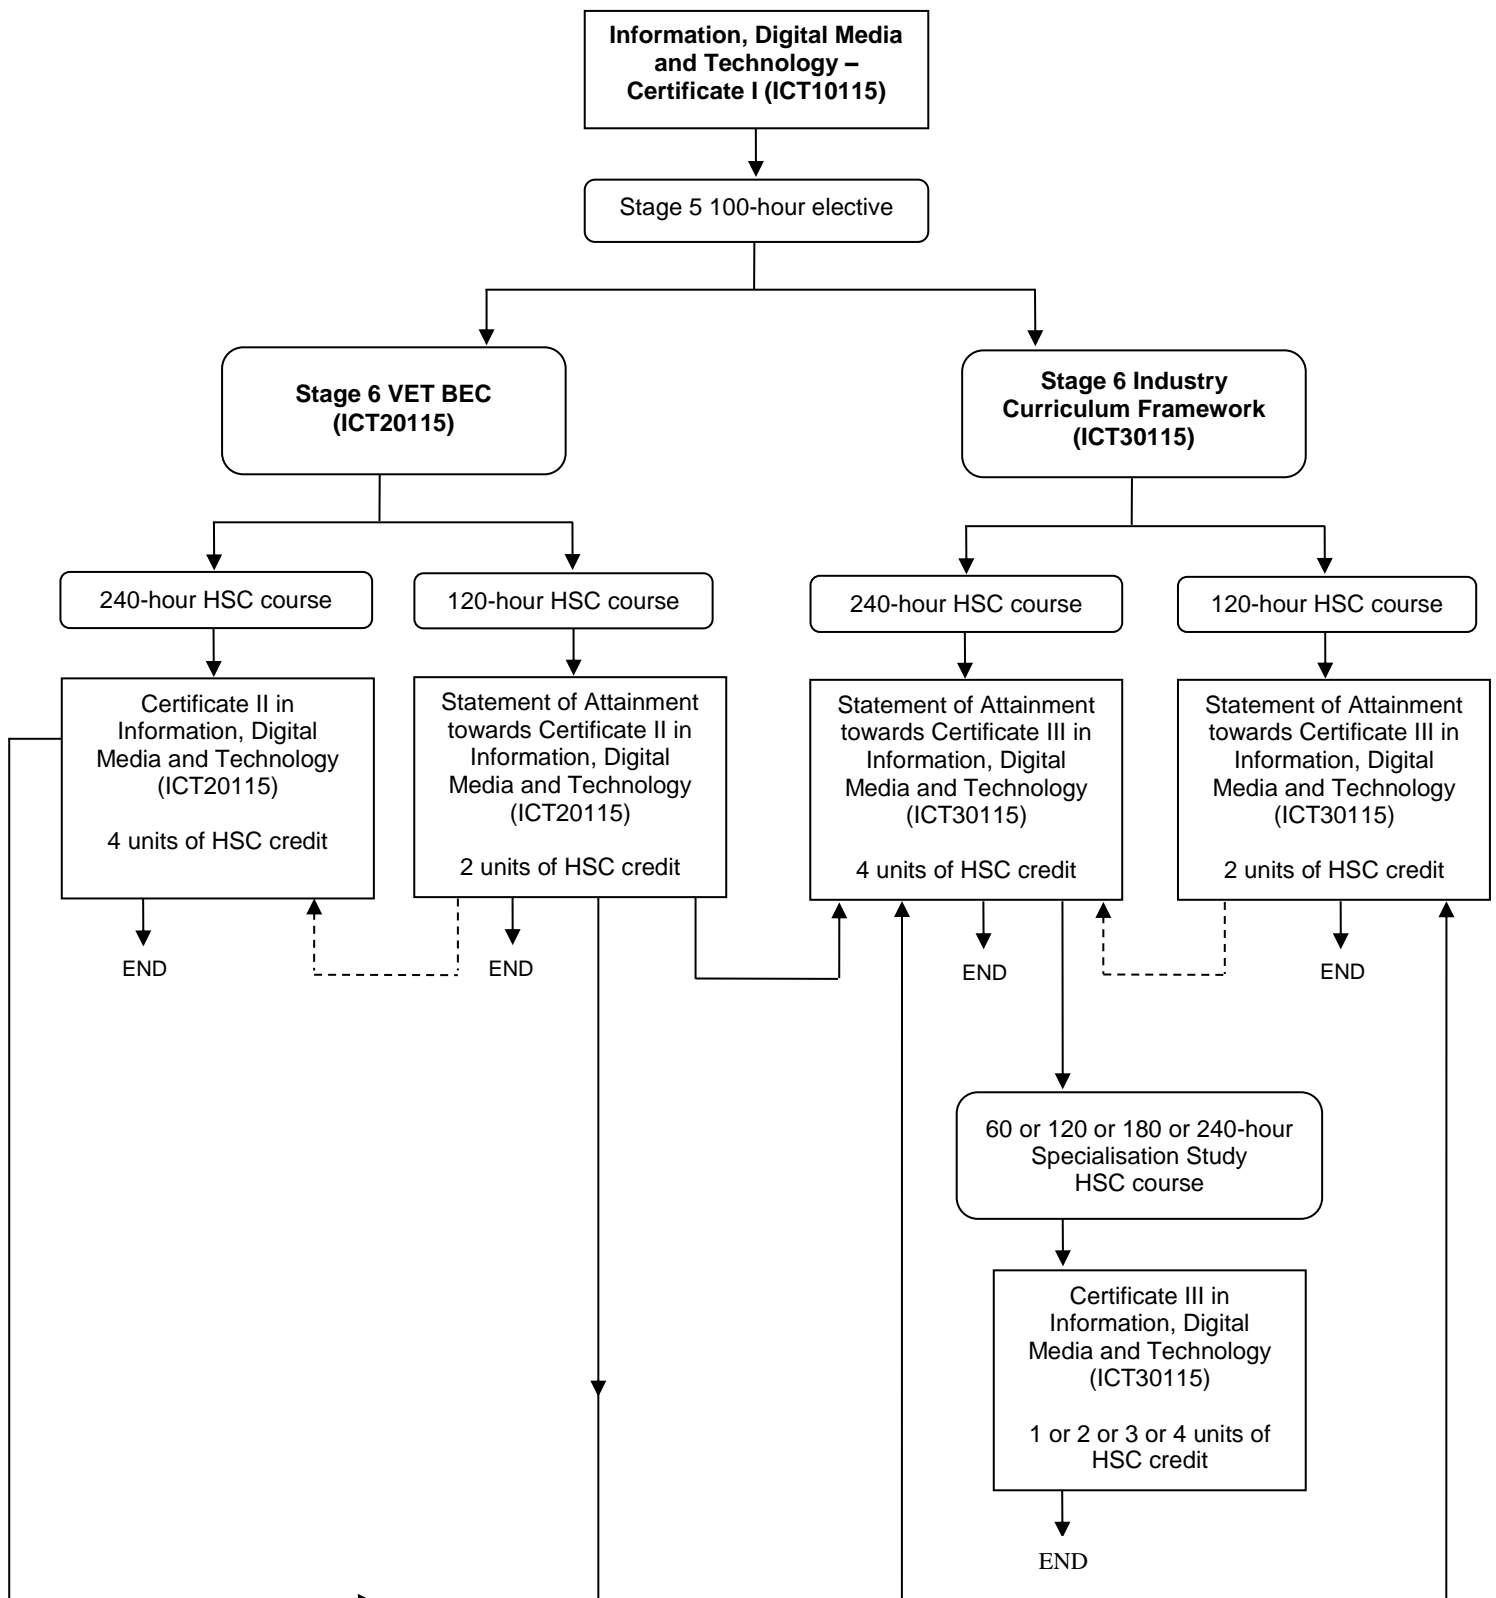 Information, Digital Media
and Technology –
Certificate I (ICT10115)
Stage 5 100-hour elective
Stage 6 VET BEC
(ICT20115)
Stage 6 Industry
Curriculum Framework
(ICT30115)
240-hour HSC course
120-hour HSC course
240-hour HSC course
120-hour HSC course
Certificate II in
Information, Digital
Media and Technology
(ICT20115)
4 units of HSC credit
Statement of Attainment
towards Certificate II in
Information, Digital
Media and Technology
(ICT20115)
2 units of HSC credit
Statement of Attainment
towards Certificate III in
Information, Digital
Media and Technology
(ICT30115)
4 units of HSC credit
Statement of Attainment
towards Certificate III in
Information, Digital
Media and Technology
(ICT30115)
2 units of HSC credit
END
END
END
END
60 or 120 or 180 or 240-hour
Specialisation Study
HSC course
Certificate III in
Information, Digital
Media and Technology
(ICT30115)
1 or 2 or 3 or 4 units of
HSC credit
END